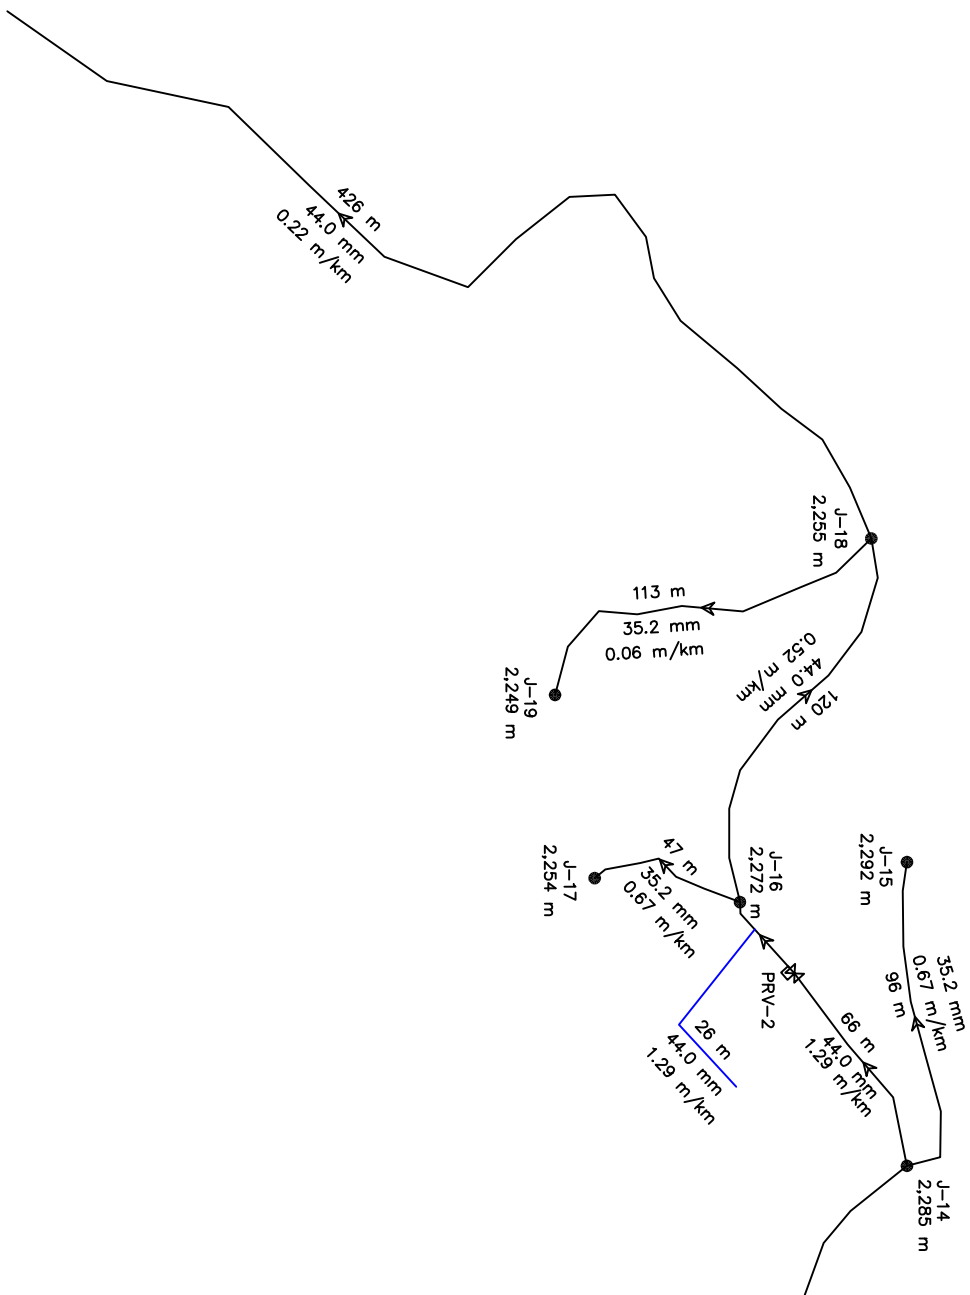 426 m
44.0 mm
0.22 m/km
J-18
2,255 m
113 m
35.2 mm
0.06 m/km
J-19
2,249 m
120 m
44.0 mm
0.52 m/km
J-16
2,272 m
47 m
35.2 mm
0.67 m/km
J-17
2,254 m
J-15
2,292 m
35.2 mm
0.67 m/km
96 m
PRV-2
66 m
44.0 mm
1.29 m/km
26 m
44.0 mm
1.29 m/km
J-14
2,285 m